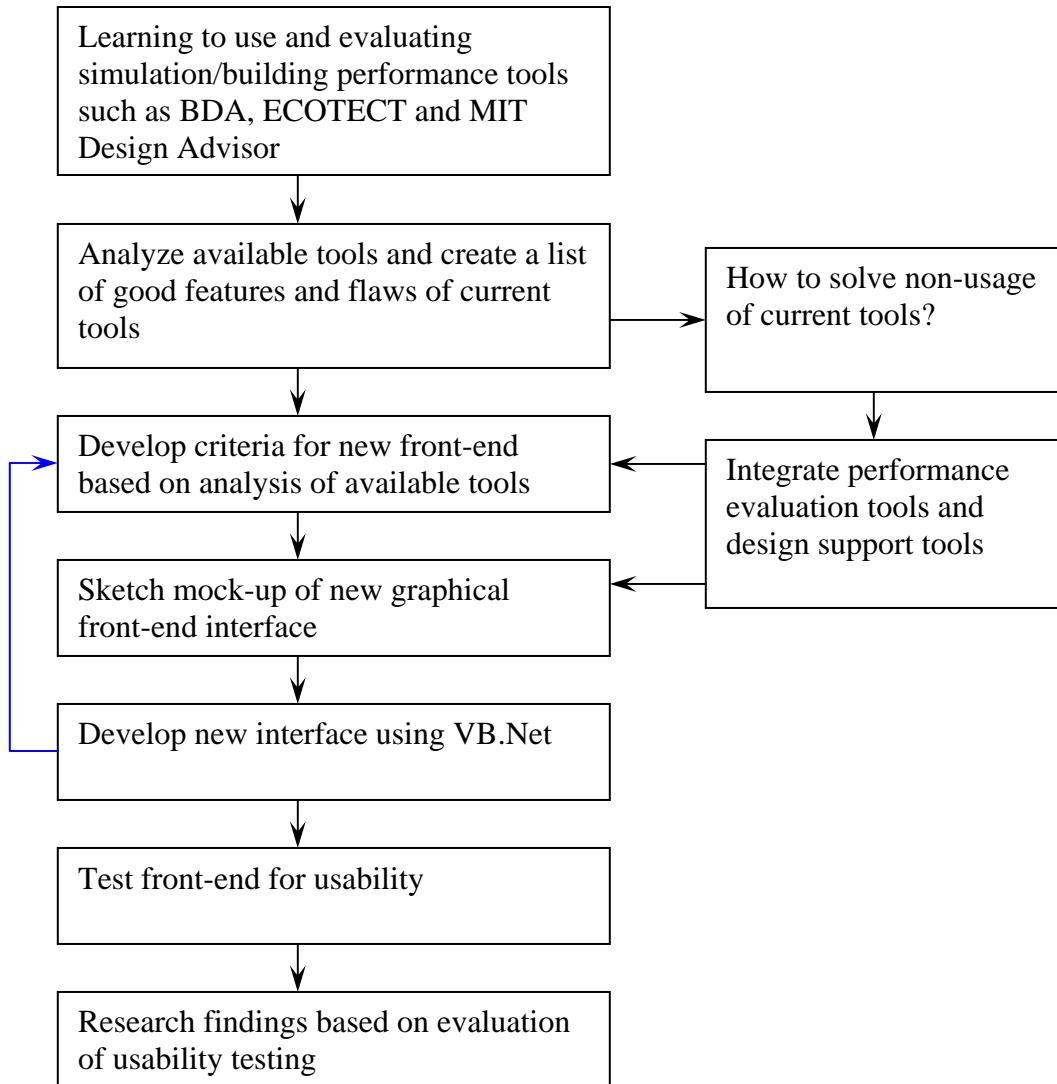 Learning to use and evaluating
simulation/building performance tools
such as BDA, ECOTECT and MIT
Design Advisor
Analyze available tools and create a list
of good features and flaws of current
tools
How to solve non-usage
of current tools?
Develop criteria for new front-end
based on analysis of available tools
Integrate performance
evaluation tools and
design support tools
Sketch mock-up of new graphical
front-end interface
Develop new interface using VB.Net
Test front-end for usability
Research findings based on evaluation
of usability testing